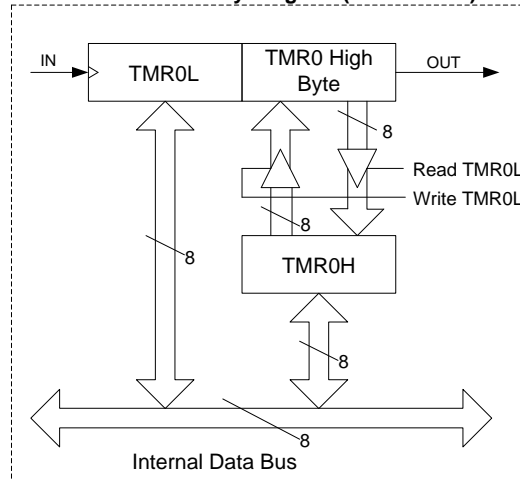 IN
TMR0L
TMR0 High
Byte
OUT
8
Read TMR0L
Write TMR0L
8
8
TMR0H
8
8
Internal Data Bus